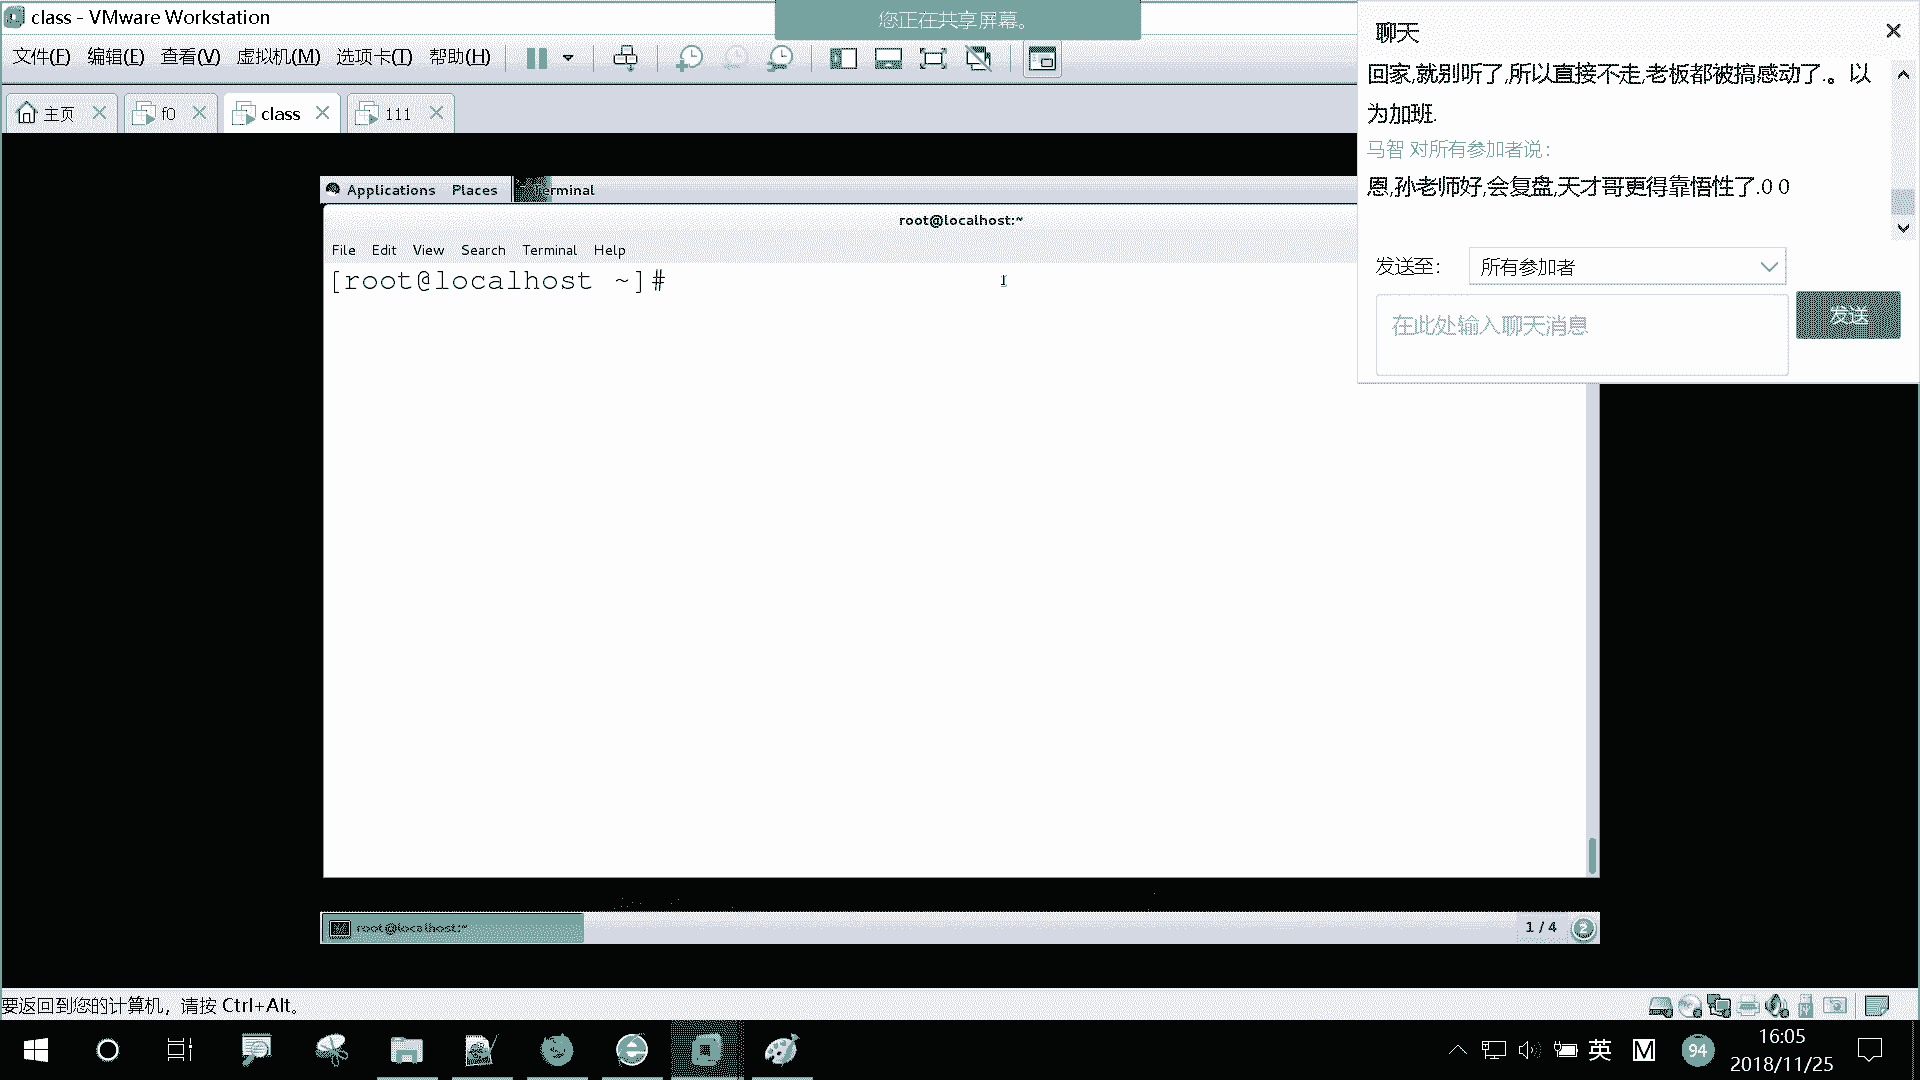 class - VMware Workstation
您正在共享屏幕。
文件(F) 编辑(E) 查看(V) 虚拟机(M) 选项卡(T) 帮助(H)
主页 f0 class 111
Applications Places Terminal
root@localhost:~
File Edit View Search Terminal Help
[root@localhost ~]#
root@localhost:~
1 / 4
2
聊天
回家,就别听了,所以直接不走,老板都被搞感动了.。以
为加班.
马智 对所有参加者说:
恩,孙老师好,会复盘,天才哥更得靠悟性了.0 0
发送至:
所有参加者
在此处输入聊天消息
发送
要返回到您的计算机，请按 Ctrl+Alt。
英
M
94
16:05
2018/11/25